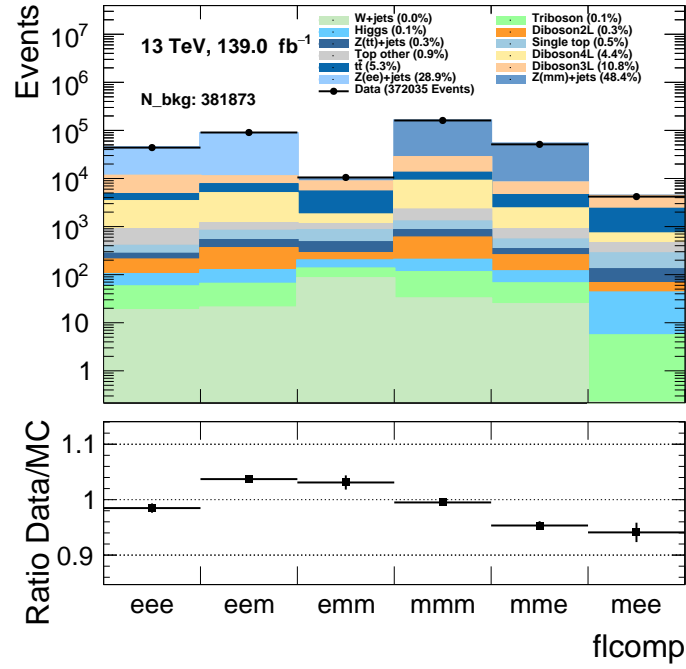 Events
10⁷
10⁶
10⁵
10⁴
10³
10²
10
1
13 TeV, 139.0 fb⁻¹
N_bkg: 381873
W+jets (0.0%)
Higgs (0.1%)
Z(tt)+jets (0.3%)
Top other (0.9%)
tt̄ (5.3%)
Z(ee)+jets (28.9%)
Data (372035 Events)
Triboson (0.1%)
Diboson2L (0.3%)
Single top (0.5%)
Diboson4L (4.4%)
Diboson3L (10.8%)
Z(mm)+jets (48.4%)
Ratio Data/MC
1.1
1
0.9
eee eem emm mmm mme mee
flcomp